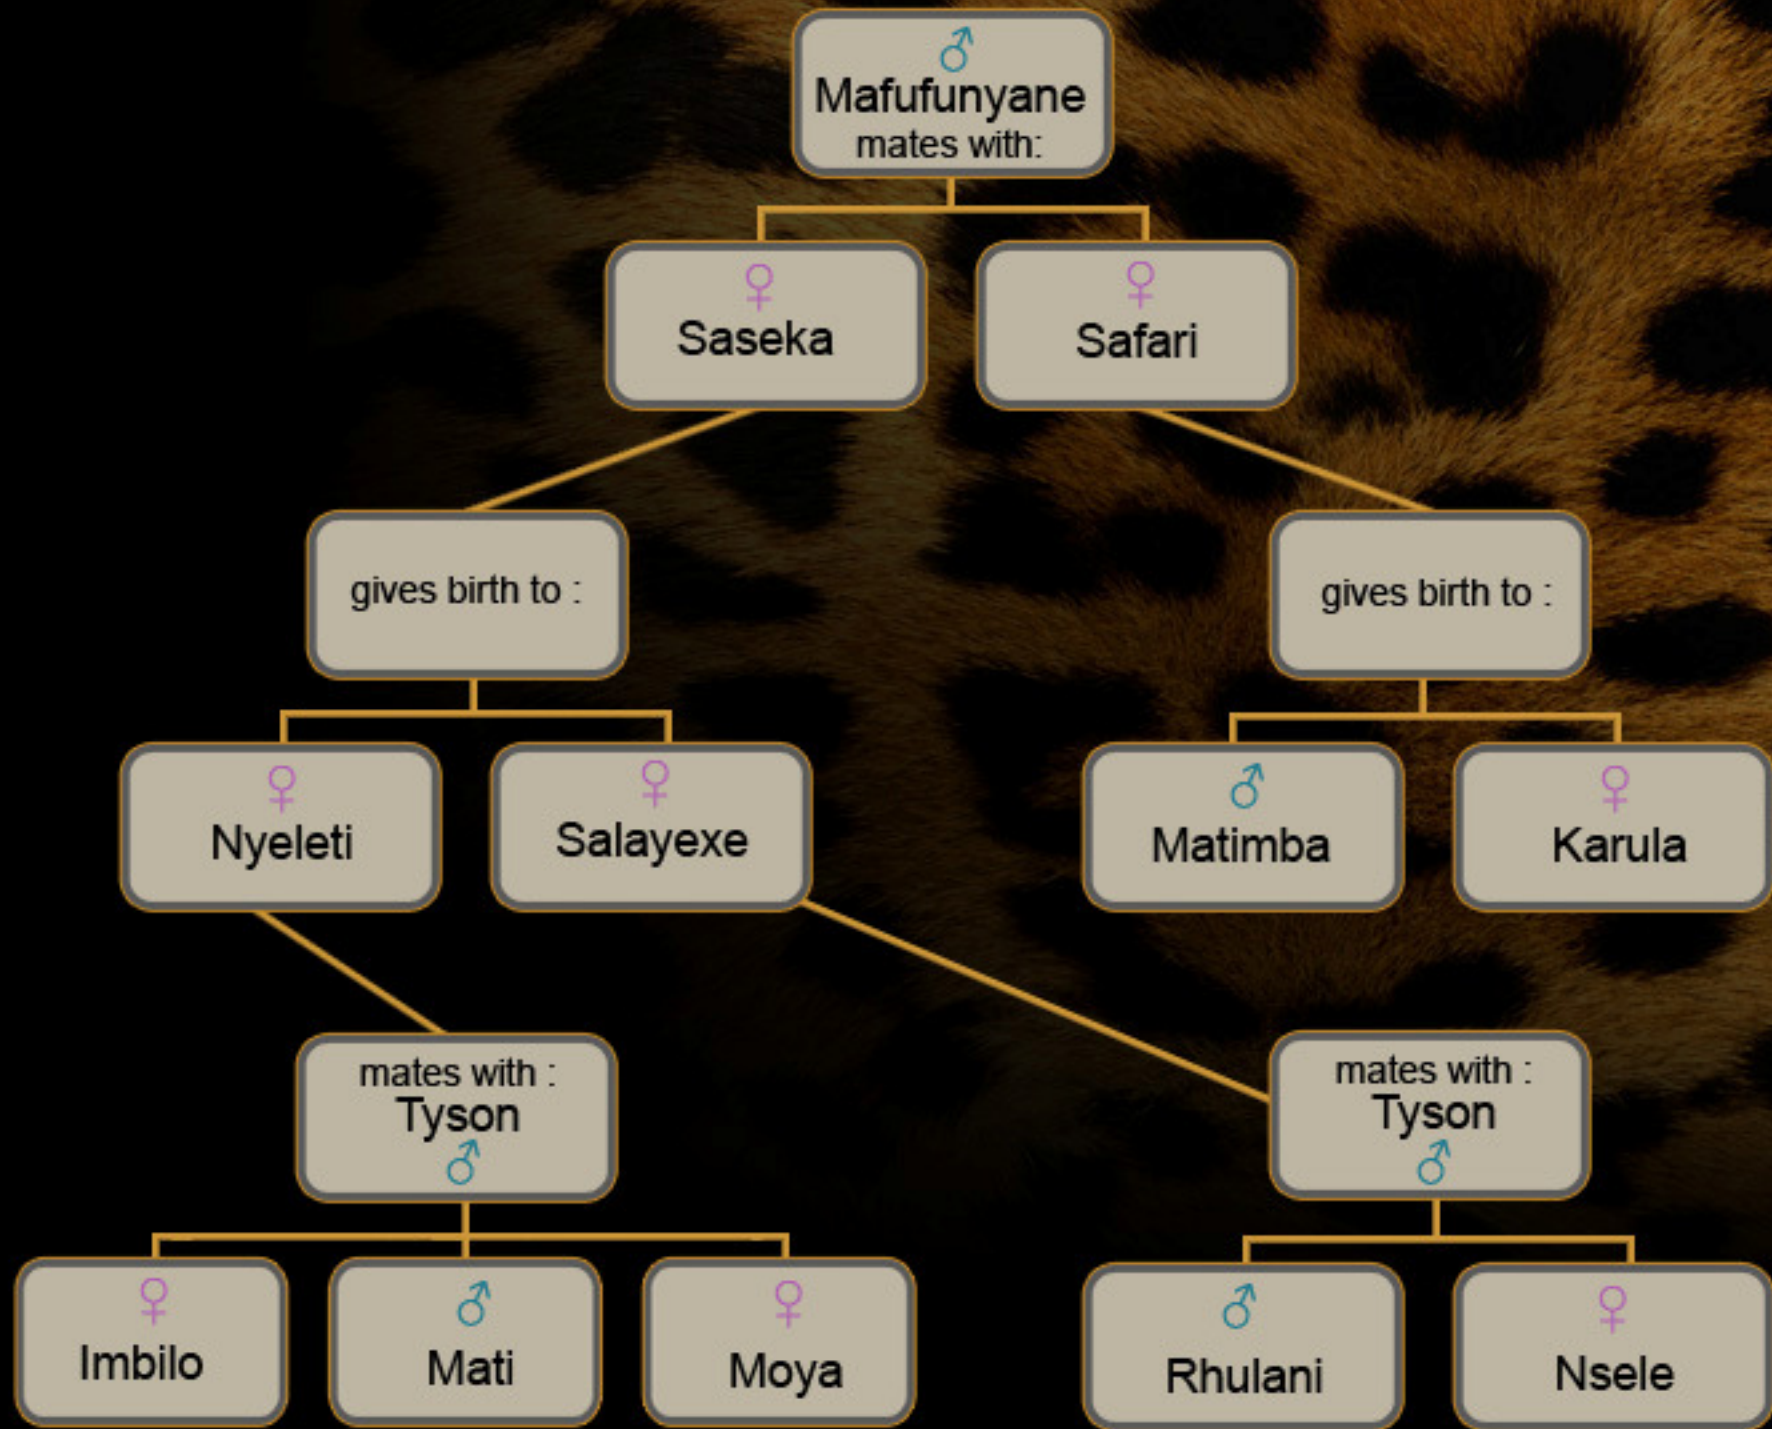 ♂
Mafufunyane
mates with:
♀
Saseka
♀
Safari
gives birth to :
gives birth to :
♀
Nyeleti
♀
Salayexe
♂
Matimba
♀
Karula
mates with :
Tyson
♂
mates with :
Tyson
♂
♀
Imbilo
♂
Mati
♀
Moya
♂
Rhulani
♀
Nsele